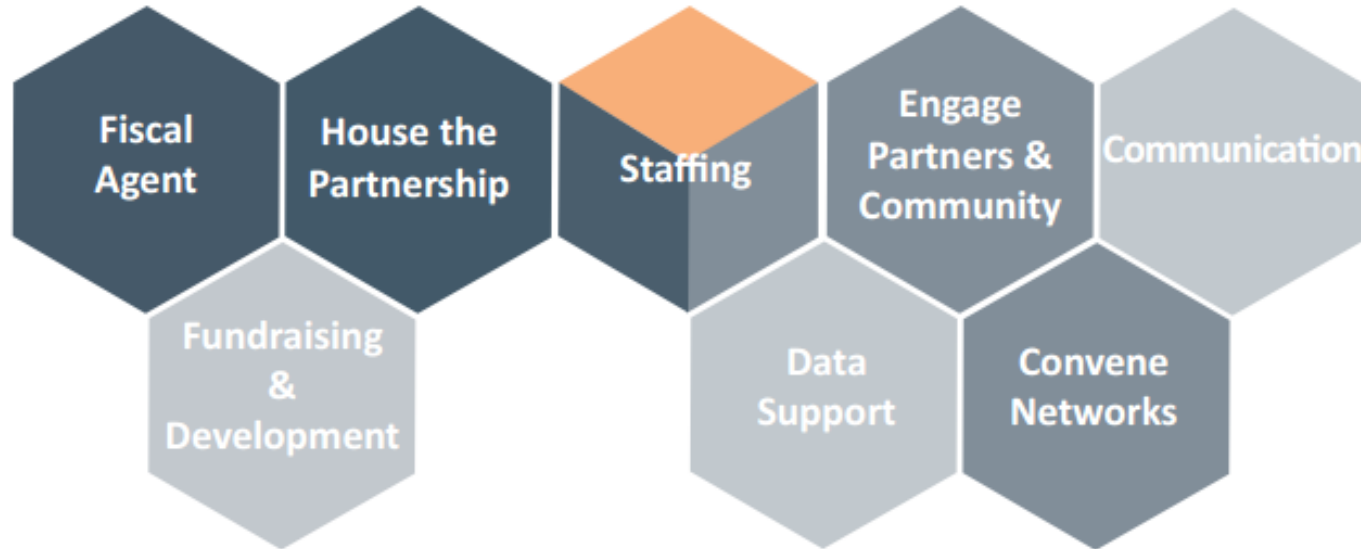 Fiscal
Agent
House the
Partnership
Staffing
Engage
Partners &
Community
Communication
Fundraising
&
Development
Data
Support
Convene
Networks